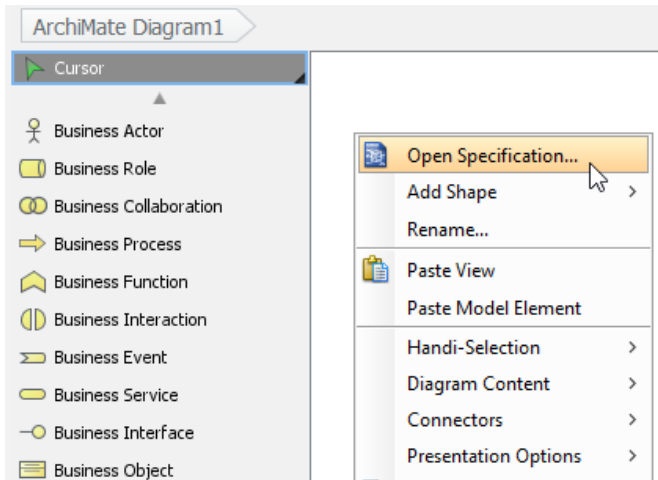 ArchiMate Diagram1
Cursor
Business Actor
Business Role
Business Collaboration
Business Process
Business Function
Business Interaction
Business Event
Business Service
Business Interface
Business Object
Open Specification...
Add Shape
Rename...
Paste View
Paste Model Element
Handi-Selection
Diagram Content
Connectors
Presentation Options